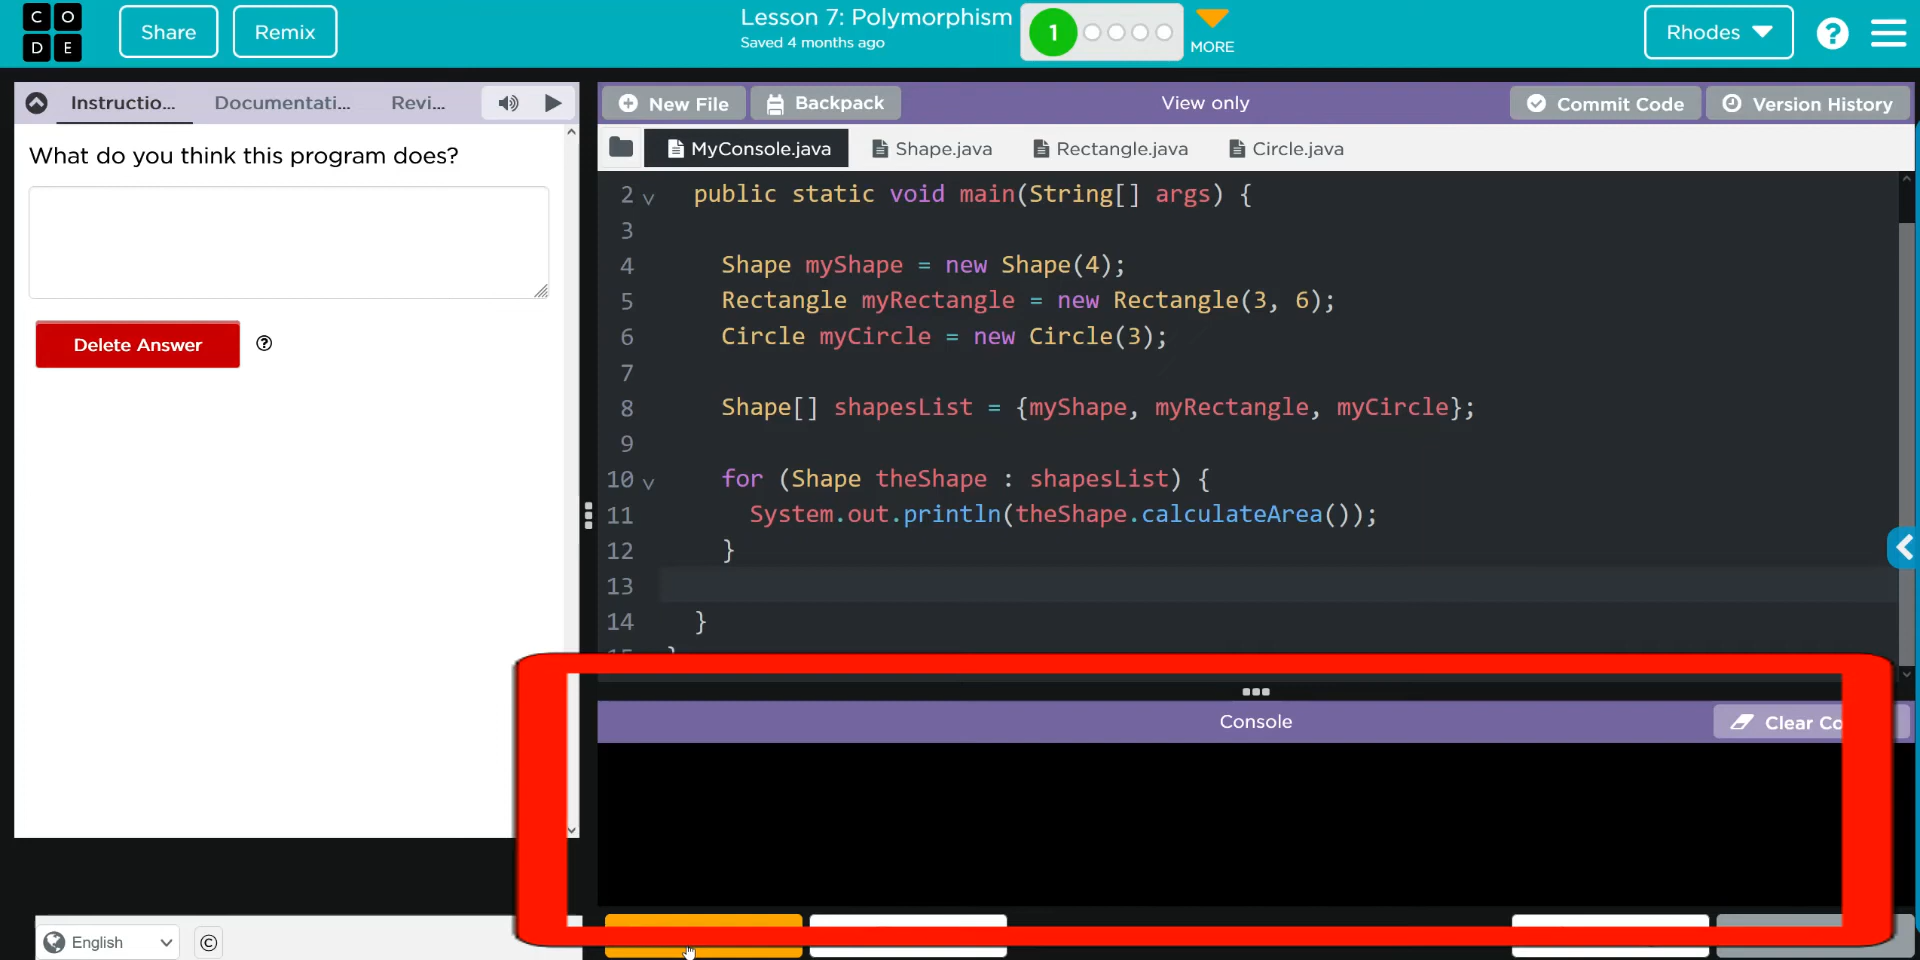 C O
D E
Share
Remix
Lesson 7: Polymorphism
Saved 4 months ago
1
MORE
Rhodes
?
Instructio...
Documentati...
Revi...
What do you think this program does?
Delete Answer
?
English
©
New File
Backpack
View only
Commit Code
Version History
MyConsole.java
Shape.java
Rectangle.java
Circle.java
2 public static void main(String[] args) {
3
4 Shape myShape = new Shape(4);
5 Rectangle myRectangle = new Rectangle(3, 6);
6 Circle myCircle = new Circle(3);
7
8 Shape[] shapesList = {myShape, myRectangle, myCircle};
9
10 for (Shape theShape : shapesList) {
11 System.out.println(theShape.calculateArea());
12 }
13
14 }
Console
Clear Co